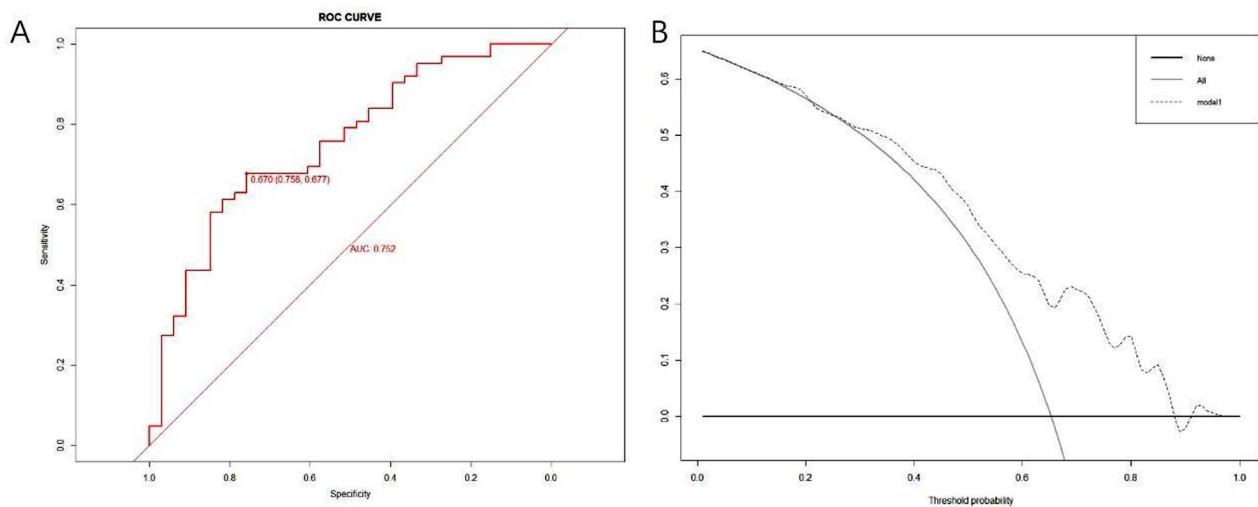 A
ROC CURVE
Sensitivity
1.0
0.8
0.6
0.4
0.2
0.0
0.670 (0.758, 0.677)
AUC: 0.752
1.0 0.8 0.6 0.4 0.2 0.0
Specificity
B
None
All
model1
0.6
0.5
0.4
0.3
0.2
0.1
0.0
0.0 0.2 0.4 0.6 0.8 1.0
Threshold probability